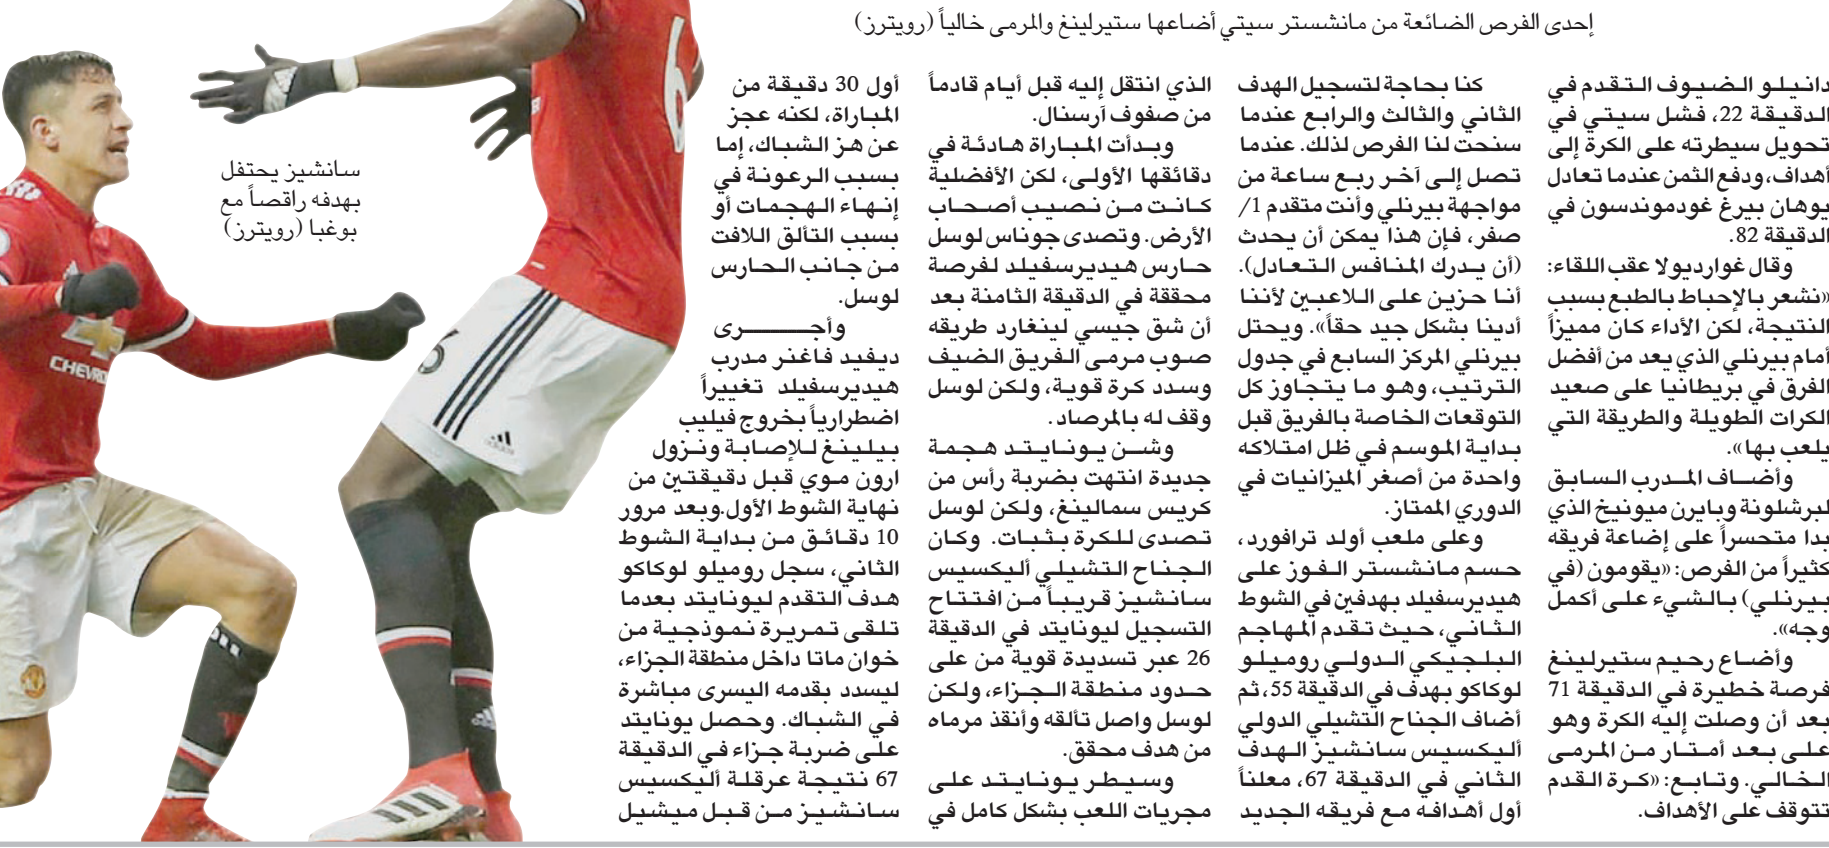 إحدى الفرص الضائعة من مانشستر سيتي أضاعها ستيرلينغ والمرمى خالياً (رويترز)
دانيلو الضيوف التقدم في
الدقيقة 22، فشل سيتي في
تحويل سيطرته على الكرة إلى
أهداف، ودفع الثمن عندما تعادل
يوهان بيرغ غودموندسون في
الدقيقة 82.
وقال غوارديولا عقب اللقاء:
«نشعر بالإحباط بالطبع بسبب
النتيجة، لكن الأداء كان مميزاً
أمام بيرنلي الذي يعد من أفضل
الفرق في بريطانيا على صعيد
الكرات الطويلة والطريقة التي
يلعب بها».
وأضاف المدرب السابق
لبرشلونة وبايرن ميونيخ الذي
بدا متحسراً على إضاعة فريقه
كثيراً من الفرص: «يقومون (في
بيرنلي) بالشيء على أكمل
وجه».
وأضاع رحيم ستيرلينغ
فرصة خطيرة في الدقيقة 71
بعد أن وصلت إليه الكرة وهو
على بعد أمتار من المرمى
الخالي. وتابع: «كرة القدم
تتوقف على الأهداف.
كنا بحاجة لتسجيل الهدف
الثاني والثالث والرابع عندما
سنحت لنا الفرص لذلك. عندما
تصل إلى آخر ربع ساعة من
مواجهة بيرنلي وأنت متقدم 1/
صفر، فإن هذا يمكن أن يحدث
(أن يدرك المنافس التعادل).
أنا حزين على اللاعبين لأننا
أدينا بشكل جيد حقاً». ويحتل
بيرنلي المركز السابع في جدول
الترتيب، وهو ما يتجاوز كل
التوقعات الخاصة بالفريق قبل
بداية الموسم في ظل امتلاكه
واحدة من أصغر الميزانيات في
الدوري الممتاز.
وعلى ملعب أولد ترافورد،
حسم مانشستر الفوز على
هيديرسفيلد بهدفين في الشوط
الثاني، حيث تقدم المهاجم
البلجيكي الدولي روميلو
لوكاكو بهدف في الدقيقة 55، ثم
أضاف الجناح التشيلي الدولي
أليكسيس سانشيز الهدف
الثاني في الدقيقة 67، معلناً
أول أهدافه مع فريقه الجديد
الذي انتقل إليه قبل أيام قادماً
من صفوف آرسنال.
وبدأت المباراة هادئة في
دقائقها الأولى، لكن الأفضلية
كانت من نصيب أصحاب
الأرض. وتصدى جوناس لوسل
حارس هيديرسفيلد لفرصة
محققة في الدقيقة الثامنة بعد
أن شق جيسي لينغارد طريقه
صوب مرمى الفريق الضيف
وسدد كرة قوية، ولكن لوسل
وقف له بالمرصاد.
وشن يونايتد هجمة
جديدة انتهت بضربة رأس من
كريس سمالينغ، ولكن لوسل
تصدى للكرة بثبات. وكان
الجناح التشيلي أليكسيس
سانشيز قريباً من افتتاح
التسجيل ليونايتد في الدقيقة
26 عبر تسديدة قوية من على
حدود منطقة الجزاء، ولكن
لوسل واصل تألقه وأنقذ مرماه
من هدف محقق.
وسيطر يونايتد على
مجريات اللعب بشكل كامل في
أول 30 دقيقة من
المباراة، لكنه عجز
عن هز الشباك، إما
بسبب الرعونة في
إنهاء الهجمات أو
بسبب التألق اللافت
من جانب الحارس
لوسل.
وأجرى
ديفيد فاغنر مدرب
هيديرسفيلد تغييراً
اضطرارياً بخروج فيليب
بيلينغ للإصابة ونزول
ارون موي قبل دقيقتين من
نهاية الشوط الأول.وبعد مرور
10 دقائق من بداية الشوط
الثاني، سجل روميلو لوكاكو
هدف التقدم ليونايتد بعدما
تلقى تمريرة نموذجية من
خوان ماتا داخل منطقة الجزاء،
ليسدد بقدمه اليسرى مباشرة
في الشباك. وحصل يونايتد
على ضربة جزاء في الدقيقة
67 نتيجة عرقلة أليكسيس
سانشيز من قبل ميشيل
سانشيز يحتفل
بهدفه راقصاً مع
بوغبا (رويترز)
6
6
CHEVRO
adidas